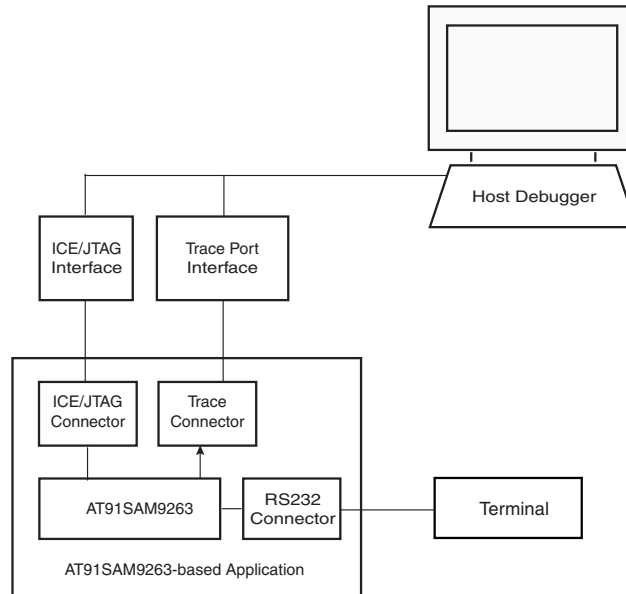 Host Debugger
ICE/JTAG
Interface
Trace Port
Interface
ICE/JTAG
Connector
Trace
Connector
AT91SAM9263
RS232
Connector
Terminal
AT91SAM9263-based Application